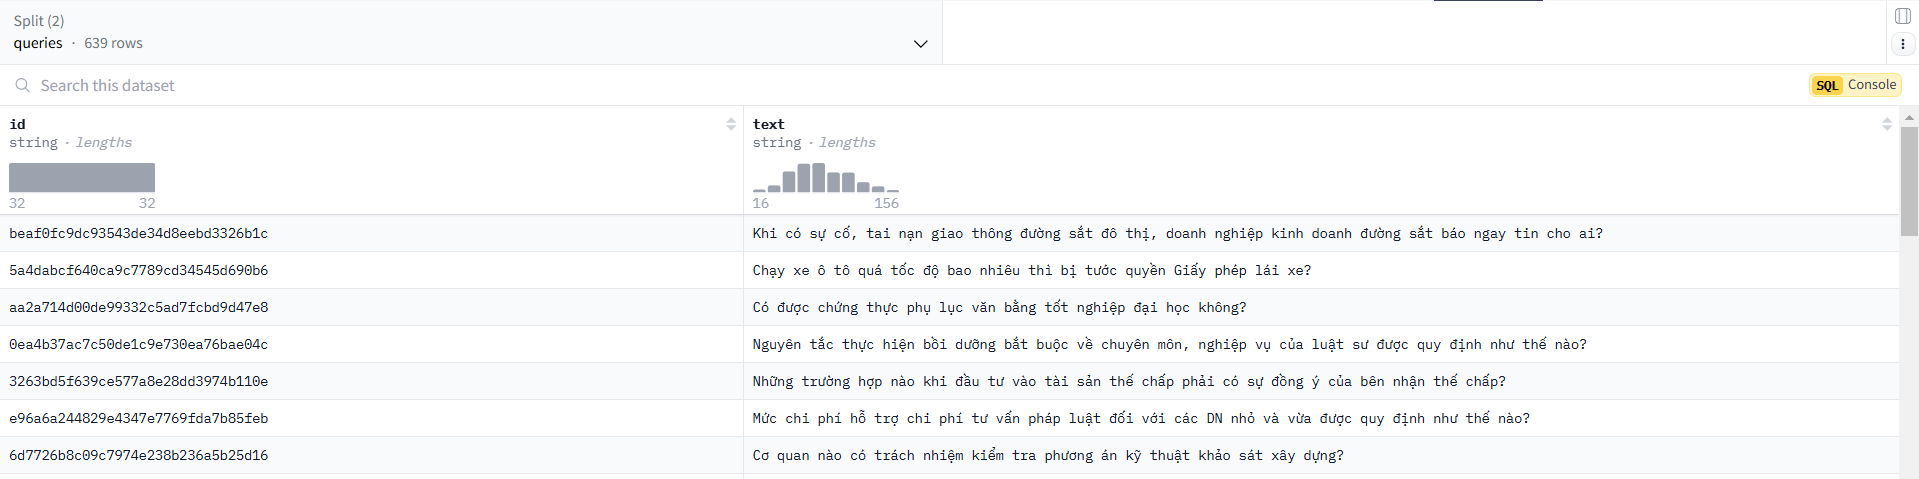 Split (2)
queries · 639 rows
Search this dataset
SQL Console
id
string · lengths
32 32
text
string · lengths
16 156
beaf0fc9dc93543de34d8eebd3326b1c Khi có sự cố, tai nạn giao thông đường sắt đô thị, doanh nghiệp kinh doanh đường sắt báo ngay tin cho ai?
5a4dabcf640ca9c7789cd34545d690b6 Chạy xe ô tô quá tốc độ bao nhiêu thì bị tước quyền Giấy phép lái xe?
aa2a714d00de99332c5ad7fcbd9d47e8 Có được chứng thực phụ lục văn bằng tốt nghiệp đại học không?
0ea4b37ac7c50de1c9e730ea76bae04c Nguyên tắc thực hiện bồi dưỡng bắt buộc về chuyên môn, nghiệp vụ của luật sư được quy định như thế nào?
3263bd5f639ce577a8e28dd3974b110e Những trường hợp nào khi đầu tư vào tài sản thế chấp phải có sự đồng ý của bên nhận thế chấp?
e96a6a244829e4347e7769fda7b85feb Mức chi phí hỗ trợ chi phí tư vấn pháp luật đối với các DN nhỏ và vừa được quy định như thế nào?
6d7726b8c09c7974e238b236a5b25d16 Cơ quan nào có trách nhiệm kiểm tra phương án kỹ thuật khảo sát xây dựng?